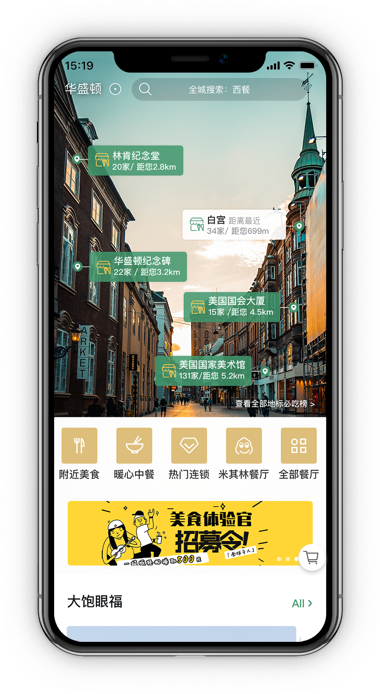 15:19
华盛顿
全城搜索：西餐
林肯纪念堂
20家/ 距您2.8km
白宫 距离最近
34家/ 距您699m
华盛顿纪念碑
22家 / 距您3.2km
美国国会大厦
15家 /距您 4.5km
美国国家美术馆
131家/距您 5.2km
MARKET
查看全部地标必吃榜 >
附近美食
暖心中餐
热门连锁
米其林餐厅
全部餐厅
美食体验官
招募令!
大饱眼福
All >